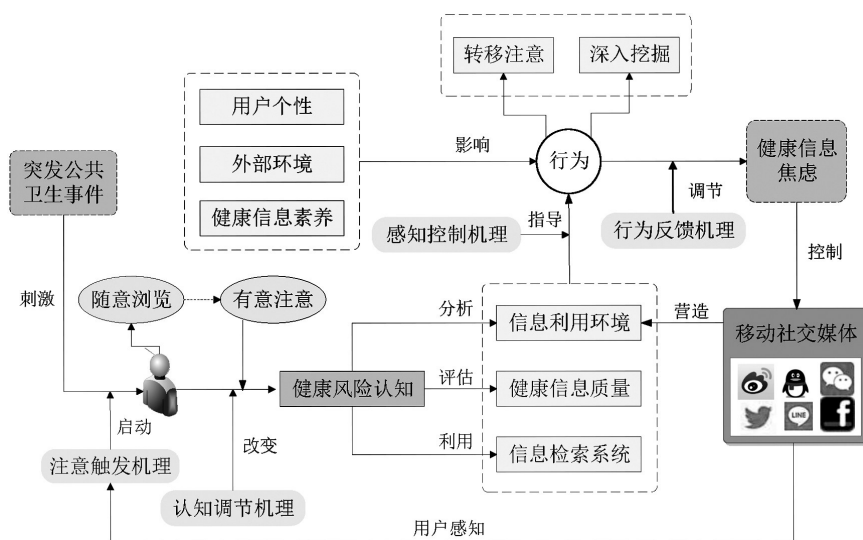 转移注意
深入挖掘
用户个性
外部环境
健康信息素养
影响
行为
突发公共
卫生事件
健康信息
焦虑
调节
感知控制机理
指导
行为反馈机理
控制
刺激
随意浏览
有意注意
分析
信息利用环境
营造
移动社交媒体
健康风险认知
评估
健康信息质量
LINE
f
启动
改变
利用
信息检索系统
注意触发机理
认知调节机理
用户感知